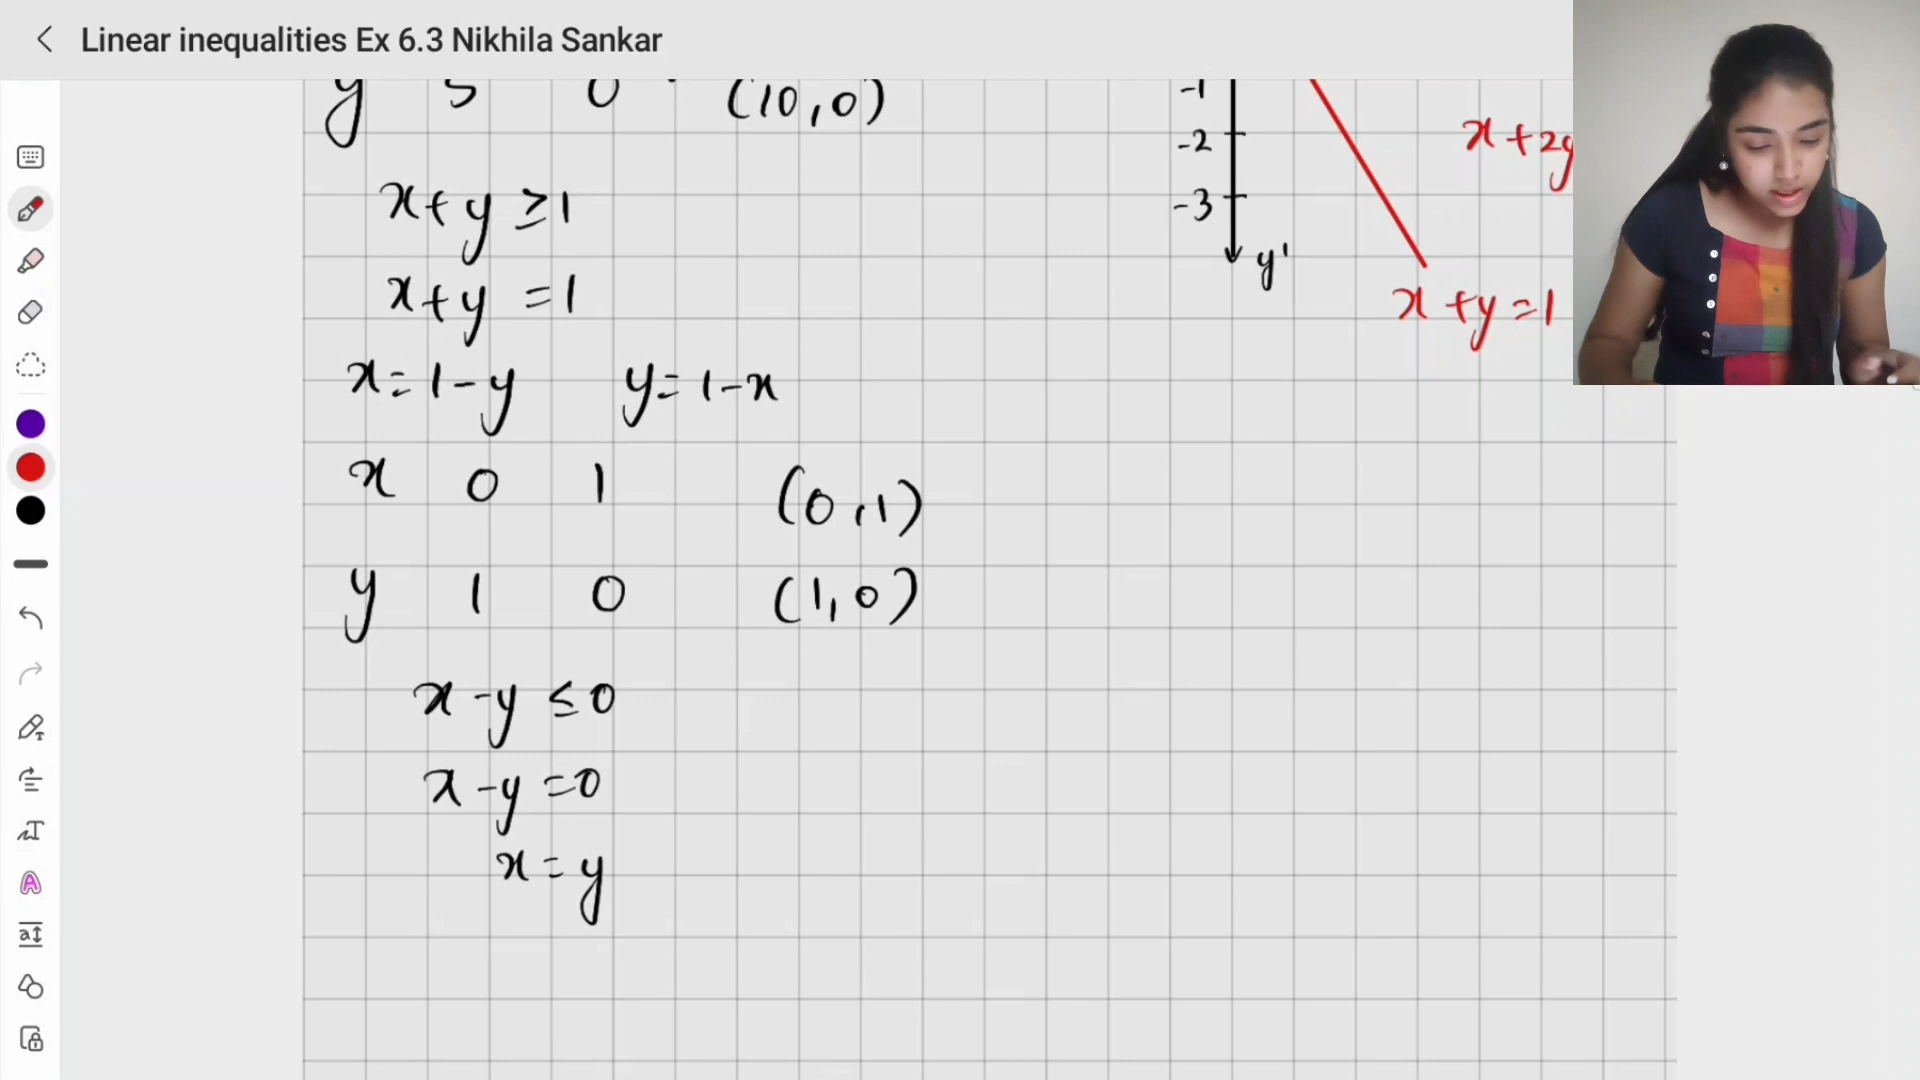 Linear inequalities Ex 6.3 Nikhila Sankar
y 5 0 (10,0)
x+y ≥1
x+y =1
x=1-y y=1-x
x 0 1 (0,1)
y 1 0 (1,0)
x-y ≤0
x-y =0
x=y
-1
-2
-3
y'
x+2y
x+y=1